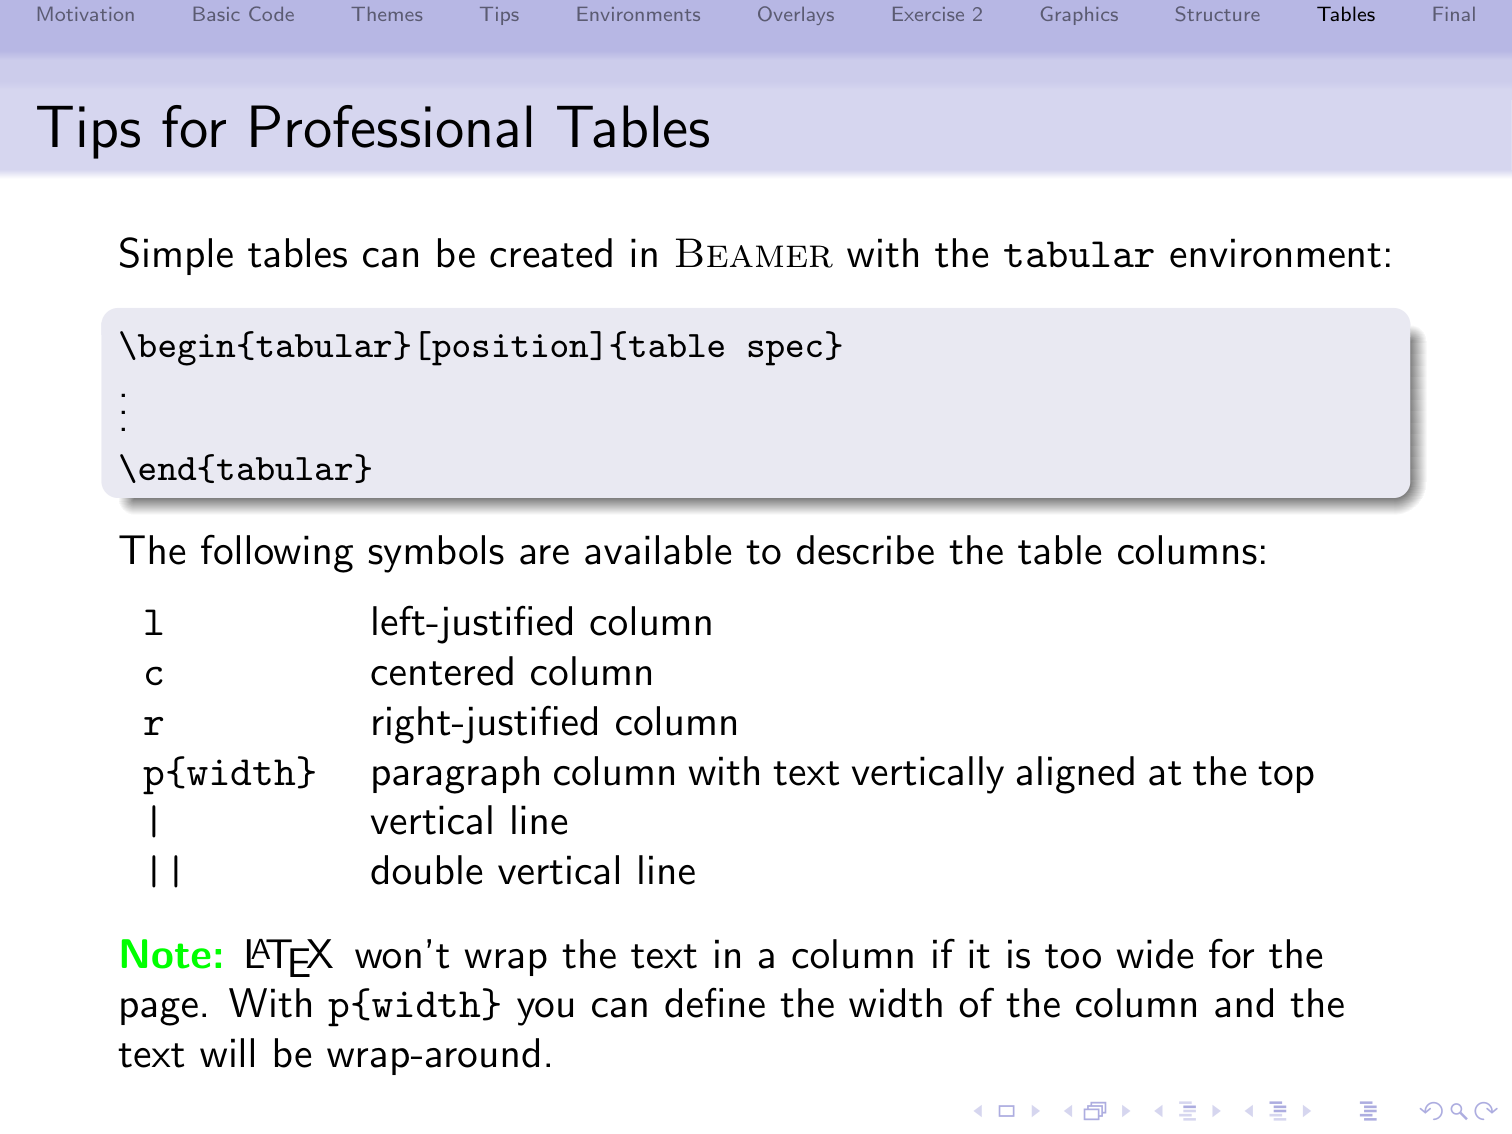 Motivation Basic Code Themes Tips Environments Overlays Exercise 2 Graphics Structure Tables Final
Tips for Professional Tables
Simple tables can be created in BEAMER with the tabular environment:
\begin{tabular}[position]{table spec}
⋮
\end{tabular}
The following symbols are available to describe the table columns:
l left-justified column
c centered column
r right-justified column
p{width} paragraph column with text vertically aligned at the top
| vertical line
|| double vertical line
Note: LATEX won't wrap the text in a column if it is too wide for the
page. With p{width} you can define the width of the column and the
text will be wrap-around.